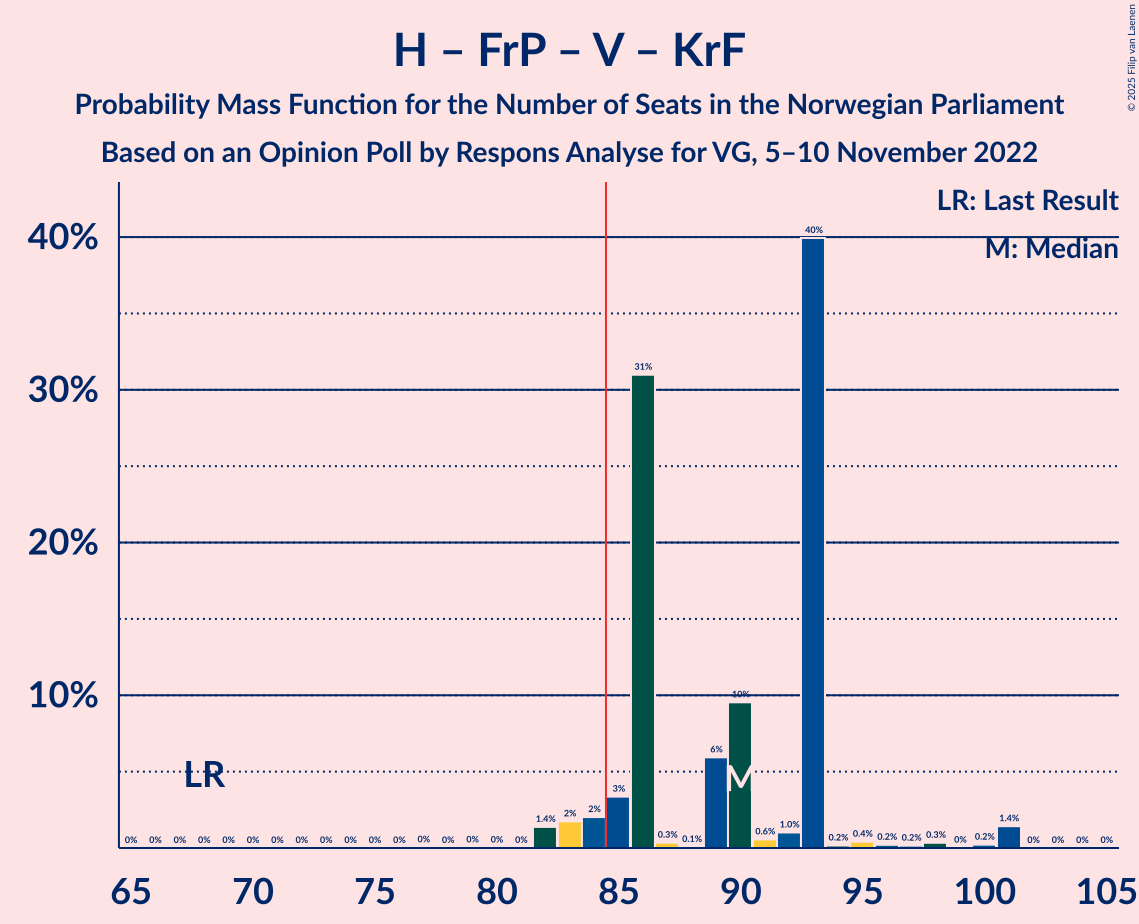 H – FrP – V – KrF
Probability Mass Function for the Number of Seats in the Norwegian Parliament
Based on an Opinion Poll by Respons Analyse for VG, 5–10 November 2022
© 2025 Filip van Laenen
LR: Last Result
M: Median
40%
30%
20%
10%
LR
M
0% 0% 0% 0% 0% 0% 0% 0% 0% 0% 0% 0% 0% 0% 0% 0% 0% 1.4% 2% 2% 3% 31% 0.3% 0.1% 6% 10% 0.6% 1.0% 40% 0.2% 0.4% 0.2% 0.2% 0.3% 0% 0.2% 1.4% 0% 0% 0% 0%
65 70 75 80 85 90 95 100 105